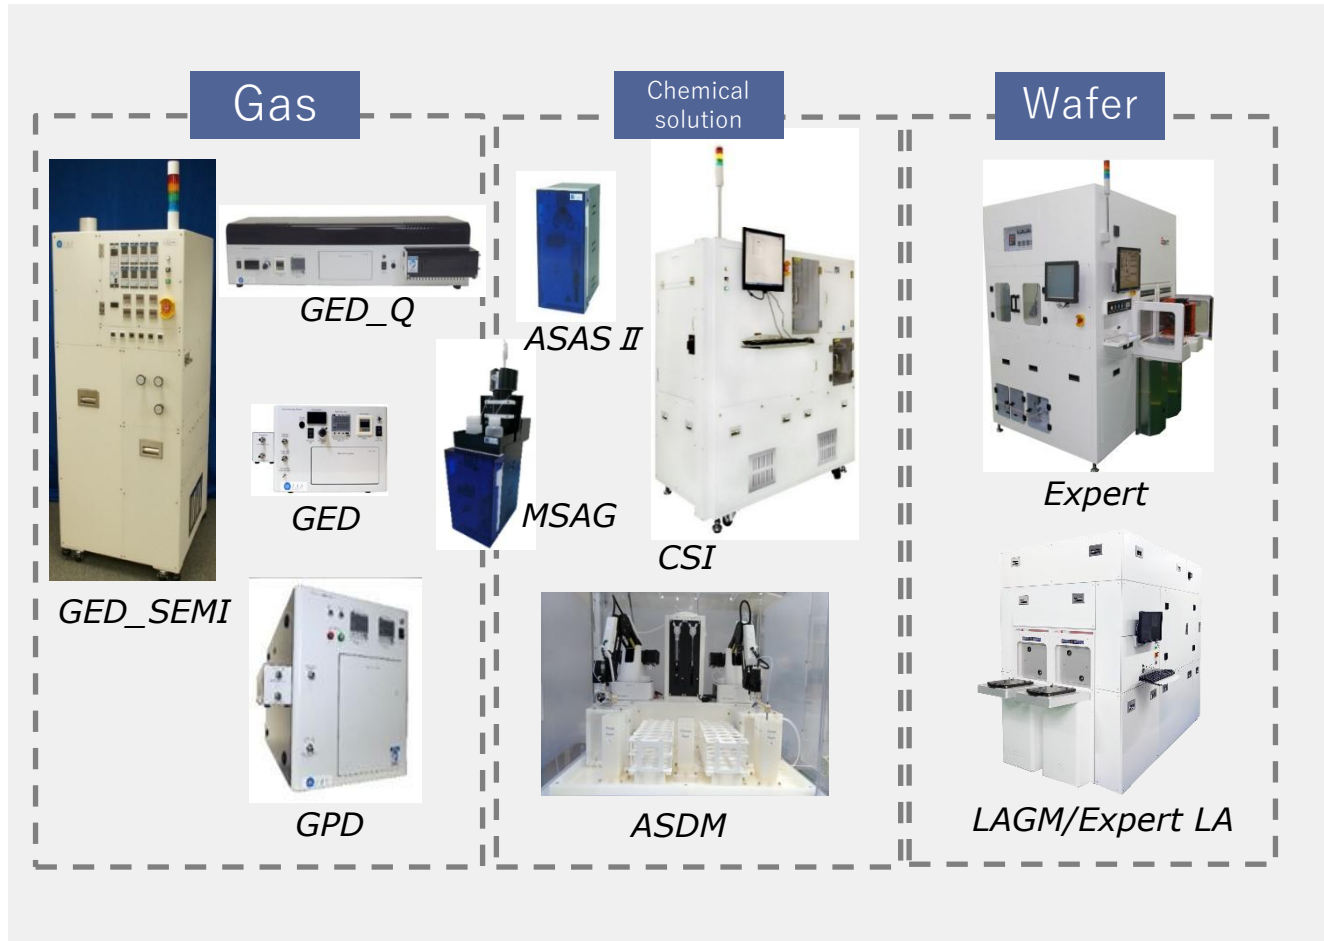 Gas
Chemical
solution
Wafer
GED_Q
ASAS Ⅱ
GED
MSAG
Expert
CSI
GED_SEMI
GPD
ASDM
LAGM/Expert LA